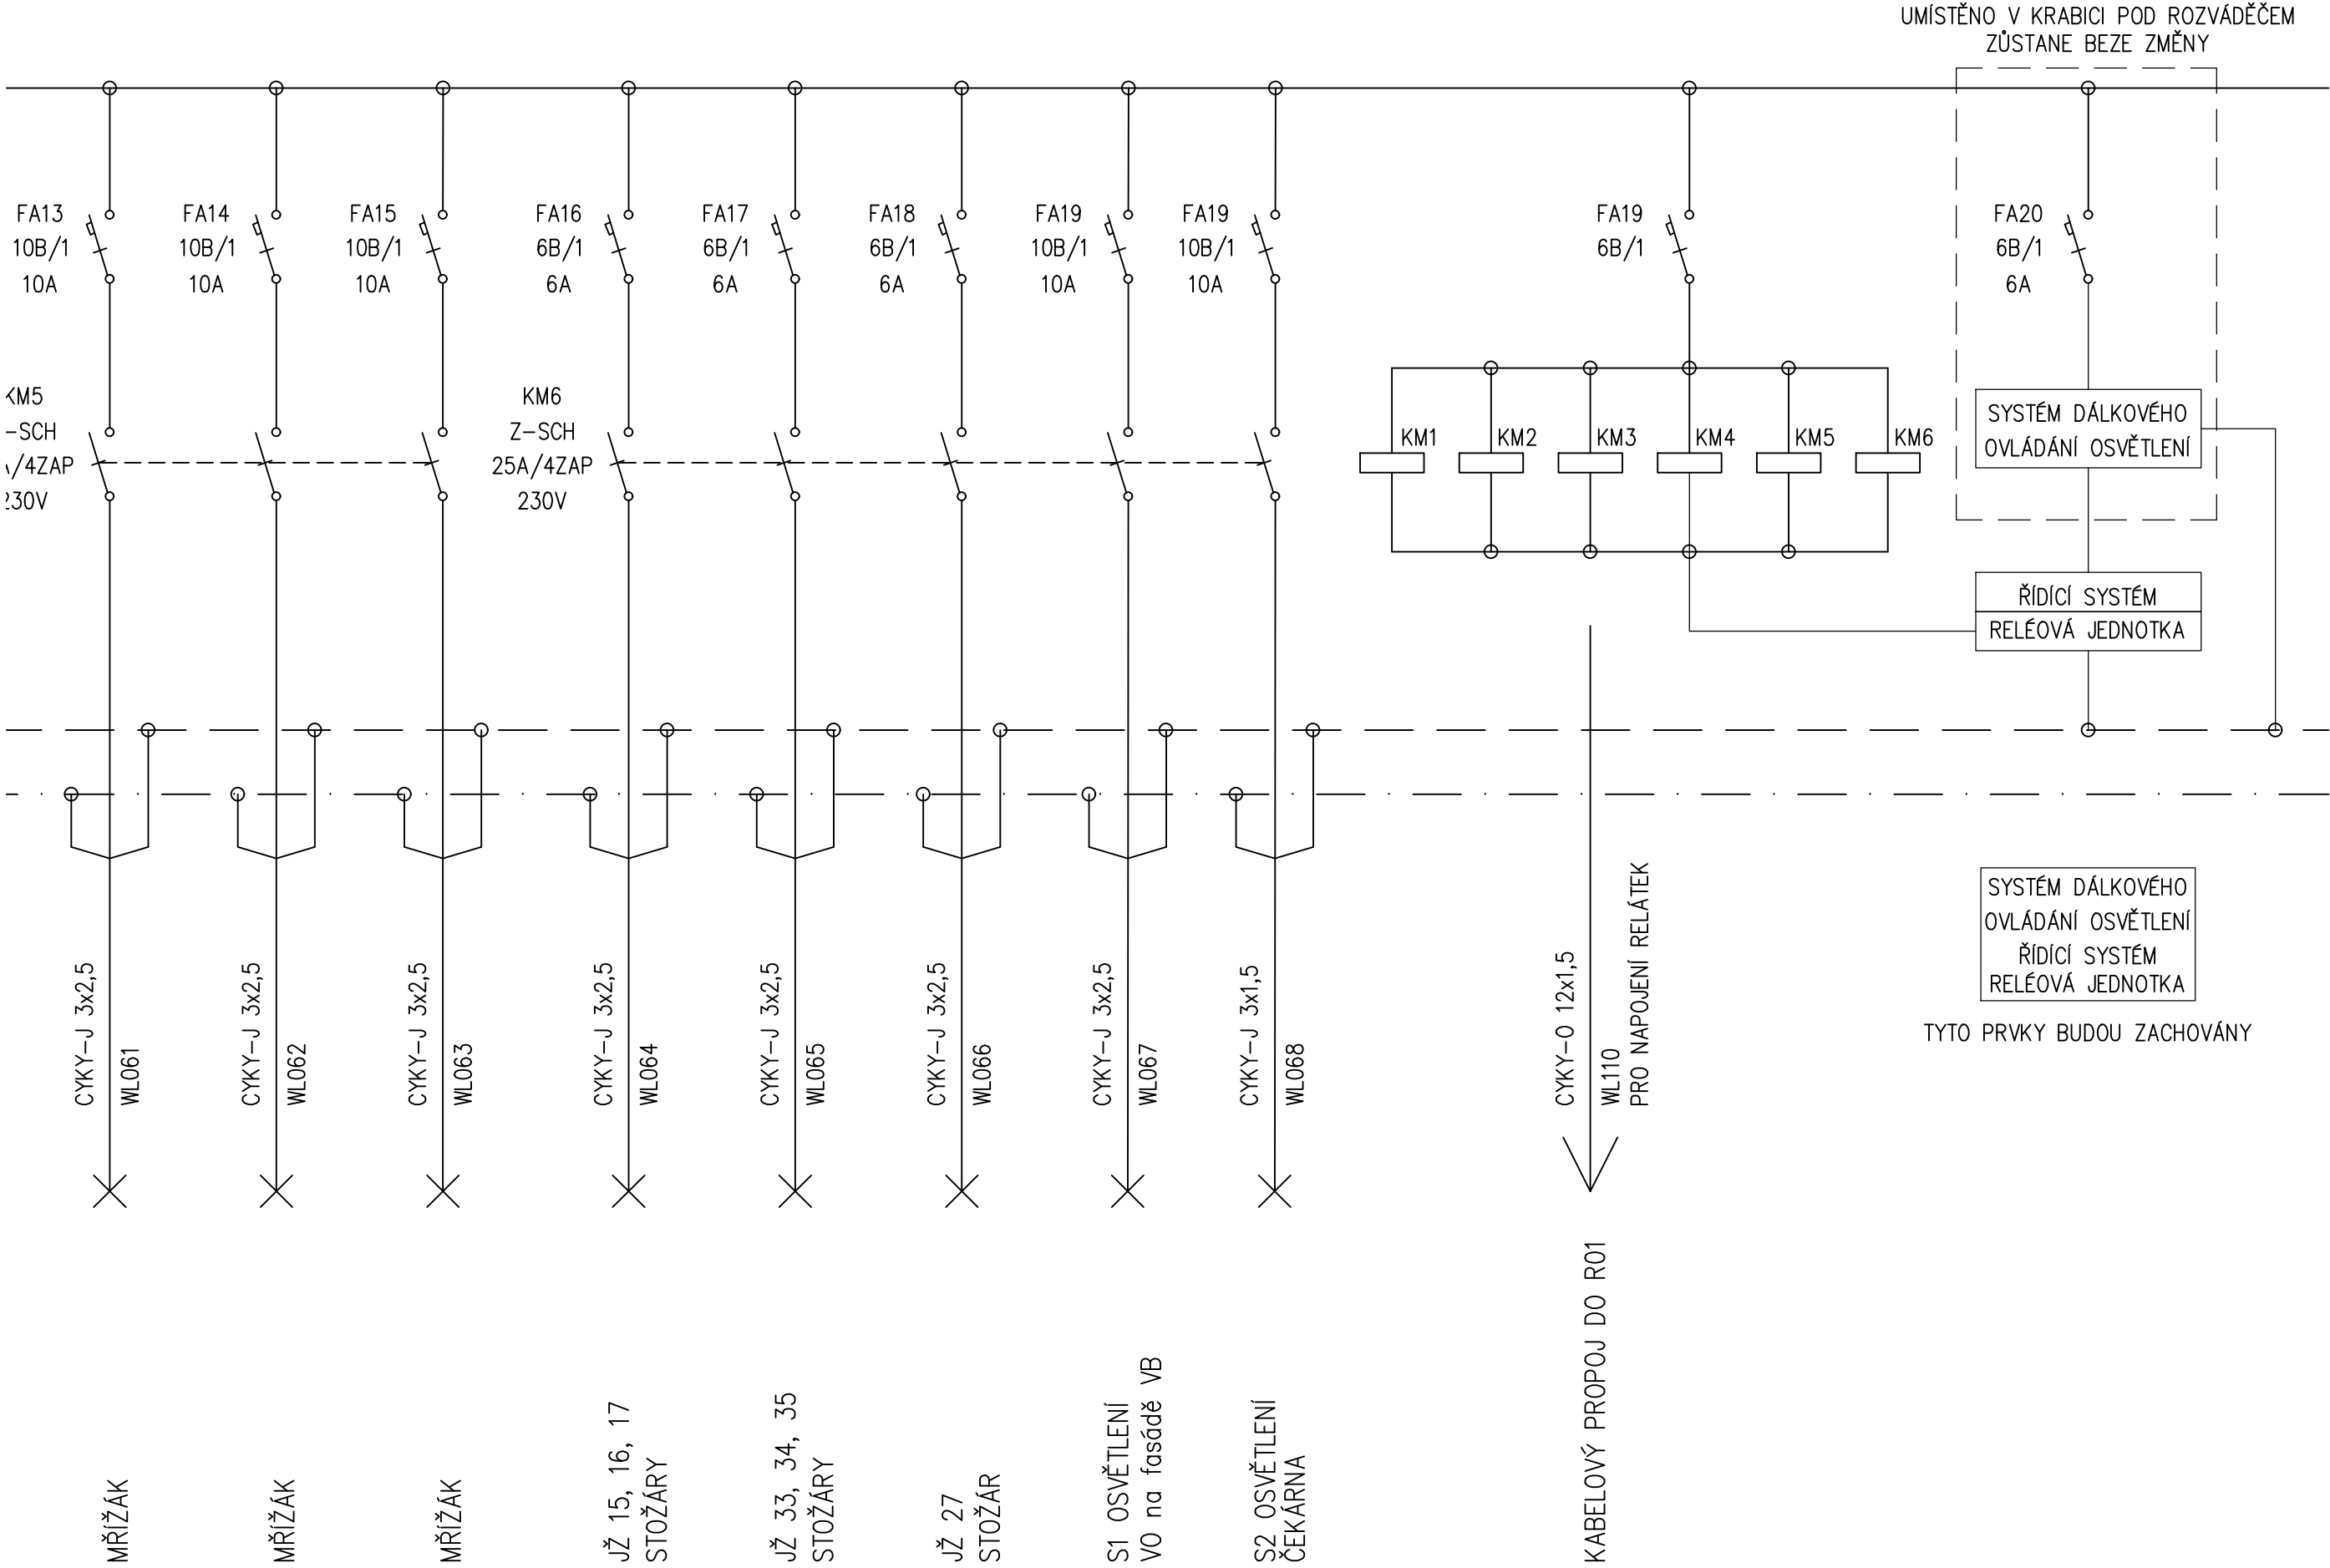 UMÍSTĚNO V KRABICI POD ROZVÁDĚČEM
ZŮSTANE BEZE ZMĚNY
FA13
10B/1
10A
FA14
10B/1
10A
FA15
10B/1
10A
FA16
6B/1
6A
FA17
6B/1
6A
FA18
6B/1
6A
FA19
10B/1
10A
FA19
10B/1
10A
FA19
6B/1
FA20
6B/1
6A
KM5
-SCH
/4ZAP
230V
KM6
Z-SCH
25A/4ZAP
230V
KM1
KM2
KM3
KM4
KM5
KM6
SYSTÉM DÁLKOVÉHO
OVLÁDÁNÍ OSVĚTLENÍ
ŘÍDÍCÍ SYSTÉM
RELÉOVÁ JEDNOTKA
CYKY-J 3x2,5
WL061
CYKY-J 3x2,5
WL062
CYKY-J 3x2,5
WL063
CYKY-J 3x2,5
WL064
CYKY-J 3x2,5
WL065
CYKY-J 3x2,5
WL066
CYKY-J 3x2,5
WL067
CYKY-J 3x1,5
WL068
CYKY-O 12x1,5
WL110
PRO NAPOJENÍ RELÁTEK
SYSTÉM DÁLKOVÉHO
OVLÁDÁNÍ OSVĚTLENÍ
ŘÍDÍCÍ SYSTÉM
RELÉOVÁ JEDNOTKA
TYTO PRVKY BUDOU ZACHOVÁNY
MŘÍŽÁK
MŘÍŽÁK
MŘÍŽÁK
JŽ 15, 16, 17
STOŽÁRY
JŽ 33, 34, 35
STOŽÁRY
JŽ 27
STOŽÁR
S1 OSVĚTLENÍ
VO na fasádě VB
S2 OSVĚTLENÍ
ČEKÁRNA
KABELOVÝ PROPOJ DO R01